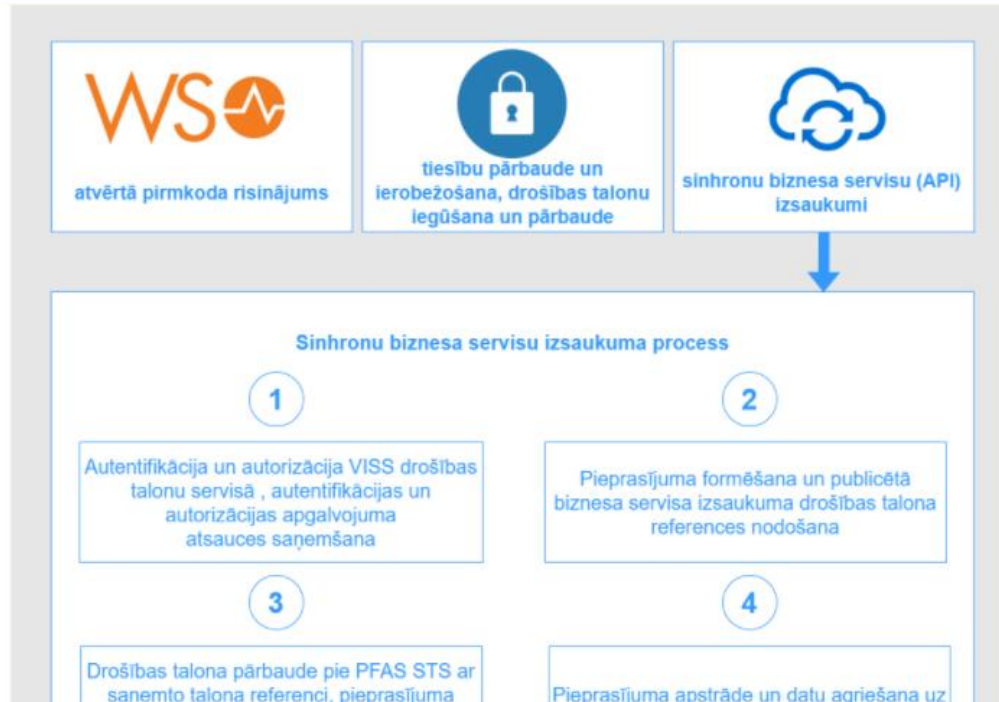 WSO
atvērtā pirmkoda risinājums
tiesību pārbaude un
ierobežošana, drošības talonu
iegūšana un pārbaude
sinhronu biznesa servisu (API)
izsaukumi
Sinhronu biznesa servisu izsaukuma process
1
Autentifikācija un autorizācija VISS drošības
talonu servisā , autentifikācijas un
autorizācijas apgalvojuma
atsauces saņemšana
2
Pieprasījuma formēšana un publicētā
biznesa servisa izsaukuma drošības talona
references nodošana
3
Drošības talona pārbaude pie PFAS STS ar
saņemto talona referenci, pieprasījuma
4
Pieprasījuma apstrāde un datu agriešana uz